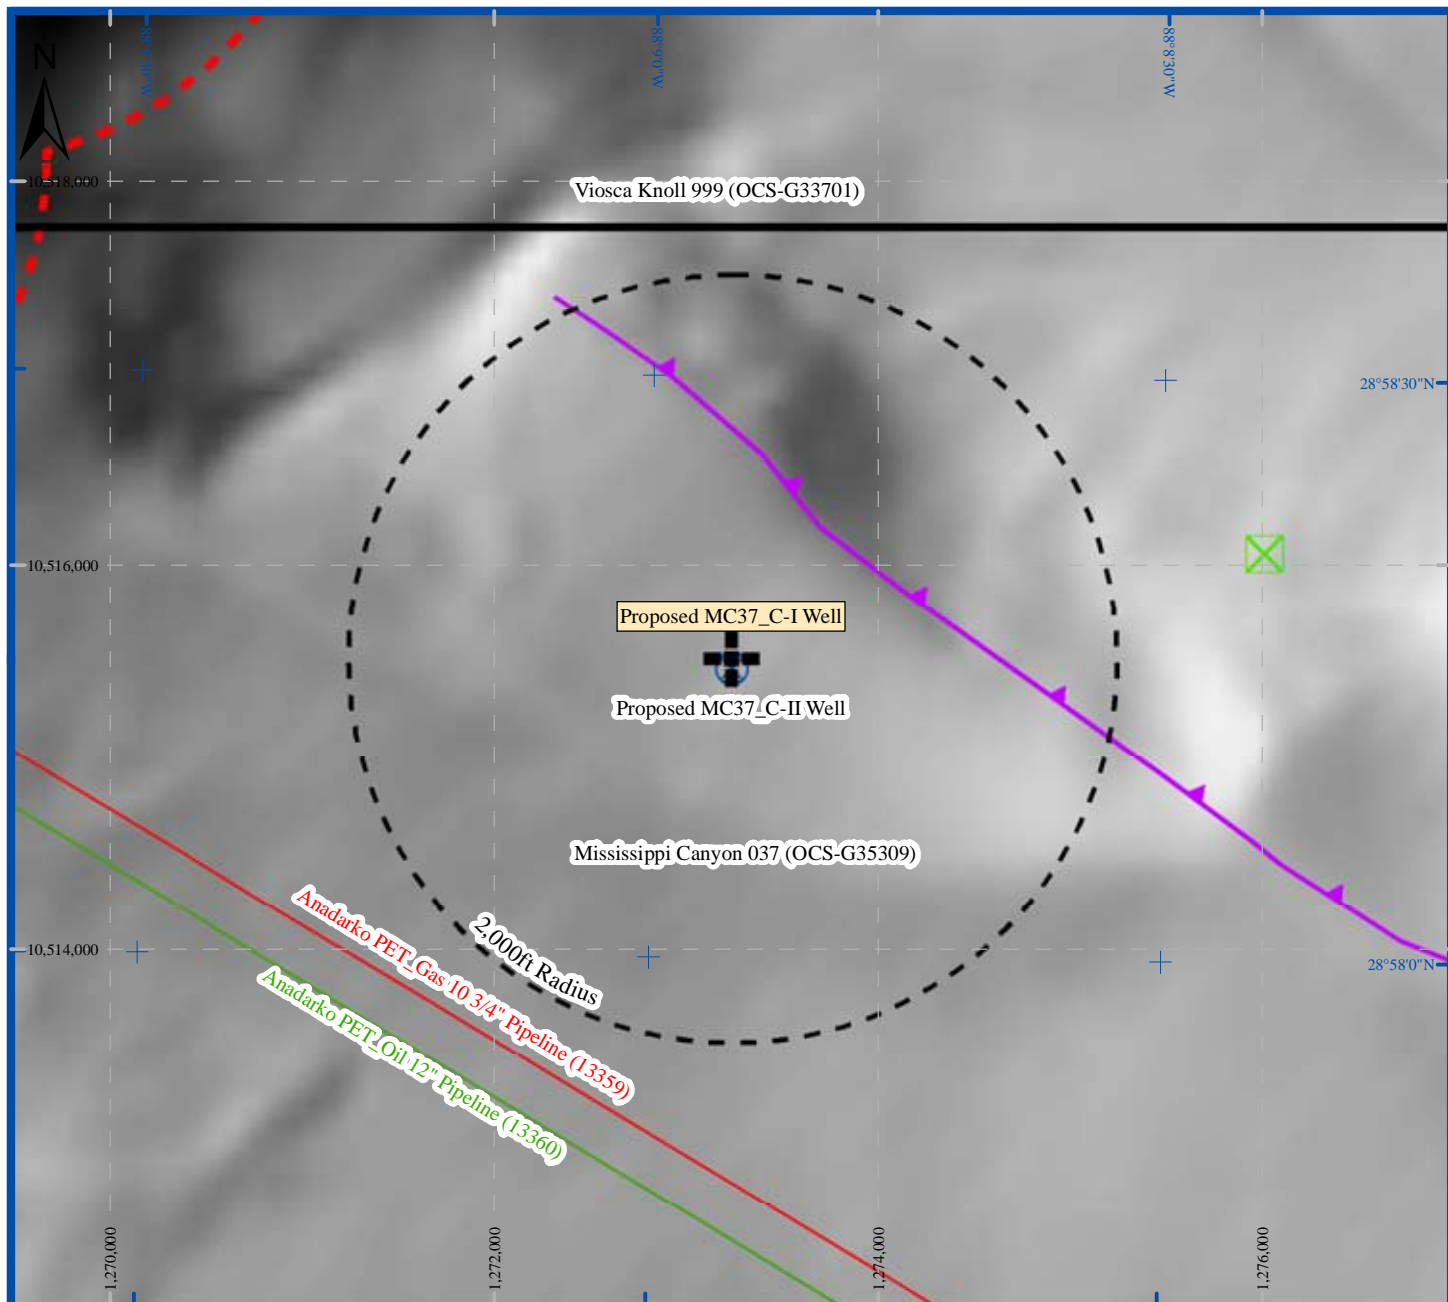 N
88°9'30"W
88°9'0"W
88°8'30"W
10,518,000
Viosca Knoll 999 (OCS-G33701)
28°58'30"N
10,516,000
Proposed MC37_C-I Well
Proposed MC37_C-II Well
Mississippi Canyon 037 (OCS-G35309)
10,514,000
28°58'0"N
2,000ft Radius
Anadarko PET_Gas 10 3/4" Pipeline (13359)
Anadarko PET_Oil 12" Pipeline (13360)
1,270,000
1,272,000
1,274,000
1,276,000